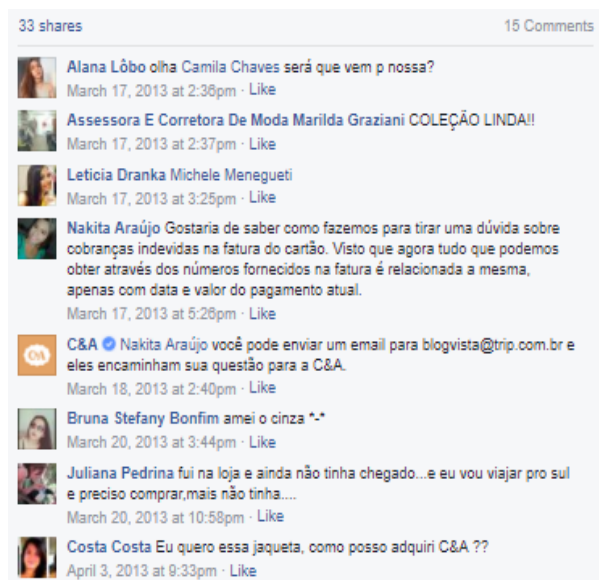 33 shares 15 Comments
Alana Lôbo olha Camila Chaves será que vem p nossa?
March 17, 2013 at 2:36pm · Like
Assessora E Corretora De Moda Marilda Graziani COLEÇÃO LINDA!!
March 17, 2013 at 2:37pm · Like
Leticia Dranka Michele Menegueti
March 17, 2013 at 3:25pm · Like
Nakita Araújo Gostaria de saber como fazemos para tirar uma dúvida sobre
cobranças indevidas na fatura do cartão. Visto que agora tudo que podemos
obter através dos números fornecidos na fatura é relacionada a mesma,
apenas com data e valor do pagamento atual.
March 17, 2013 at 5:26pm · Like
C&A Nakita Araújo você pode enviar um email para blogvista@trip.com.br e
eles encaminham sua questão para a C&A.
March 18, 2013 at 2:40pm · Like
Bruna Stefany Bonfim amei o cinza *-*
March 20, 2013 at 3:44pm · Like
Juliana Pedrina fui na loja e ainda não tinha chegado...e eu vou viajar pro sul
e preciso comprar,mais não tinha....
March 20, 2013 at 10:58pm · Like
Costa Costa Eu quero essa jaqueta, como posso adquiri C&A ??
April 3, 2013 at 9:33pm · Like